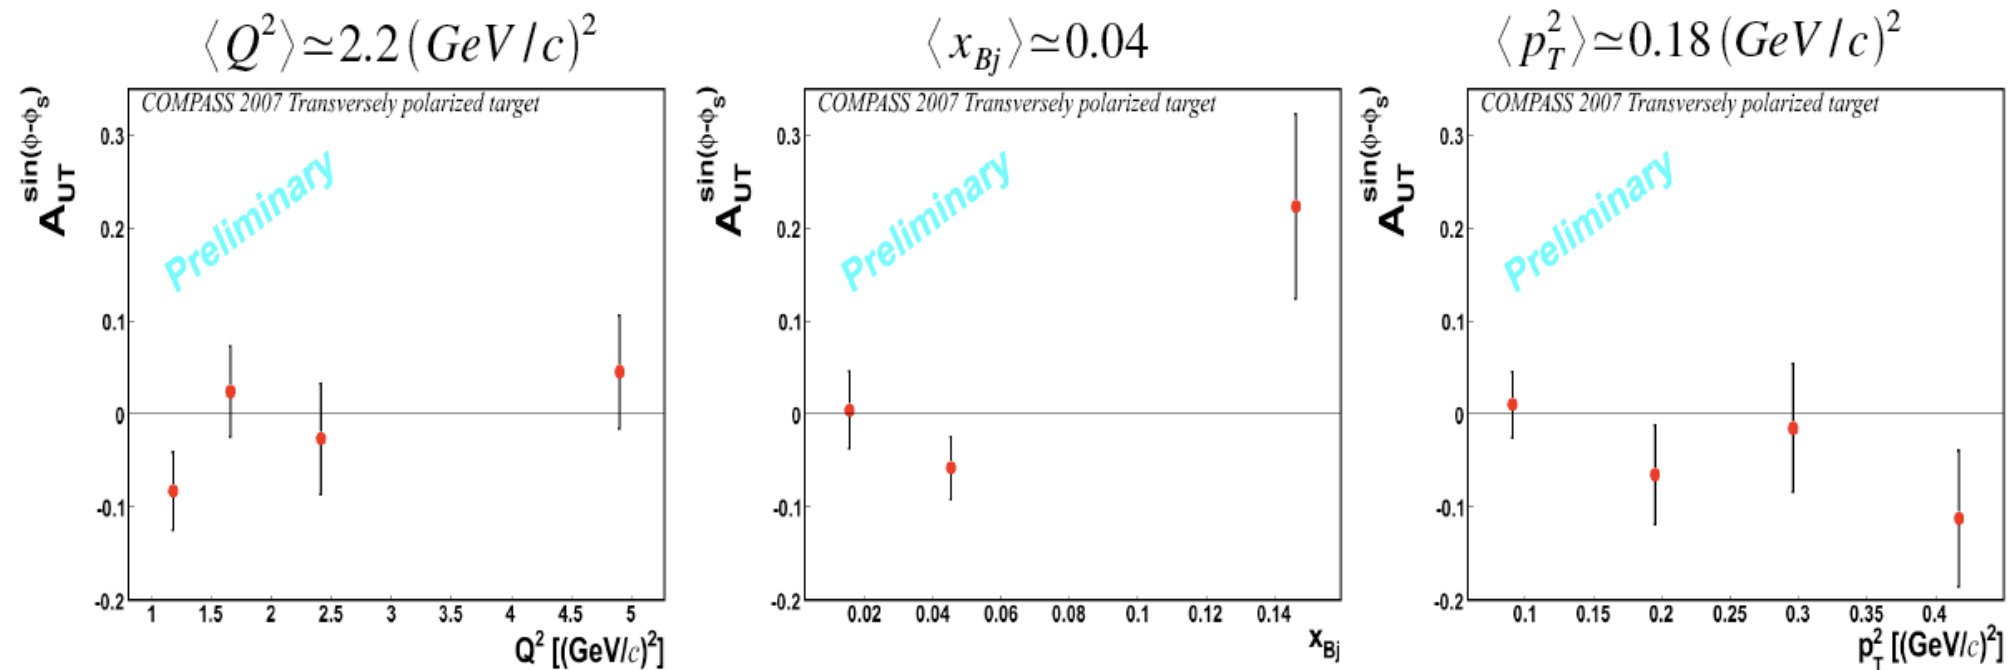 ⟨Q²⟩≃2.2(GeV/c)²
⟨x_Bj⟩≃0.04
⟨p_T²⟩≃0.18(GeV/c)²
COMPASS 2007 Transversely polarized target
Preliminary
A_UT^sin(ϕ-ϕ_S)
0.3
0.2
0.1
0
-0.1
-0.2
1 1.5 2 2.5 3 3.5 4 4.5 5
Q² [(GeV/c)²]
COMPASS 2007 Transversely polarized target
Preliminary
A_UT^sin(ϕ-ϕ_S)
0.3
0.2
0.1
0
-0.1
-0.2
0.02 0.04 0.06 0.08 0.1 0.12 0.14
x_Bj
COMPASS 2007 Transversely polarized target
Preliminary
A_UT^sin(ϕ-ϕ_S)
0.3
0.2
0.1
0
-0.1
-0.2
0.1 0.15 0.2 0.25 0.3 0.35 0.4
p_T² [(GeV/c)²]